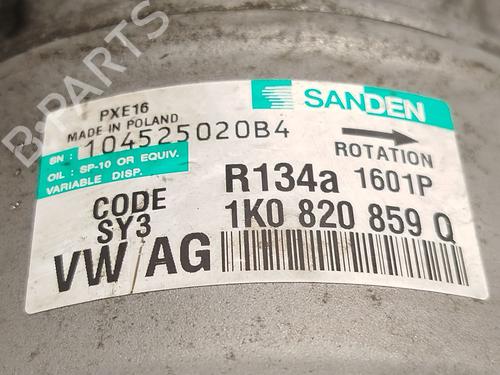 B-PARTS
SANDEN
PXE16
MADE IN POLAND
SN : 104525020B4
OIL : SP-10 OR EQUIV.
VARIABLE DISP.
ROTATION
R134a 1601P
CODE
SY3
1K0 820 859 Q
VW AG